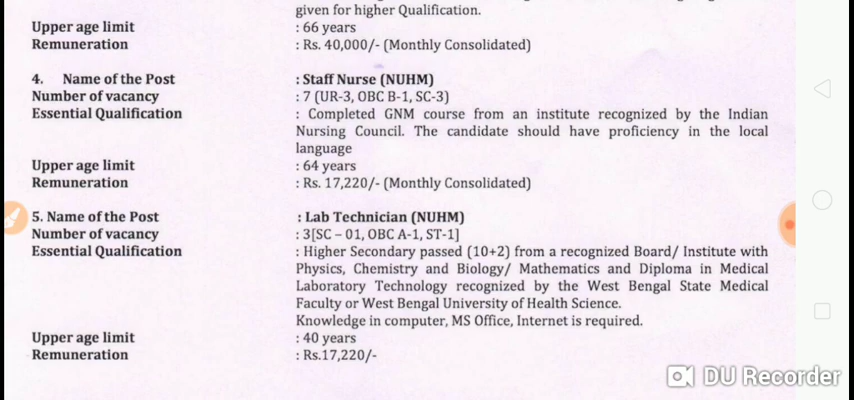 given for higher Qualification.
Upper age limit : 66 years
Remuneration : Rs. 40,000/- (Monthly Consolidated)
4. Name of the Post : Staff Nurse (NUHM)
Number of vacancy : 7 (UR-3, OBC B-1, SC-3)
Essential Qualification : Completed GNM course from an institute recognized by the Indian
Nursing Council. The candidate should have proficiency in the local
language
Upper age limit : 64 years
Remuneration : Rs. 17,220/- (Monthly Consolidated)
5. Name of the Post : Lab Technician (NUHM)
Number of vacancy : 3[SC – 01, OBC A-1, ST-1]
Essential Qualification : Higher Secondary passed (10+2) from a recognized Board/ Institute with
Physics, Chemistry and Biology/ Mathematics and Diploma in Medical
Laboratory Technology recognized by the West Bengal State Medical
Faculty or West Bengal University of Health Science.
Knowledge in computer, MS Office, Internet is required.
Upper age limit : 40 years
Remuneration : Rs.17,220/-
DU Recorder